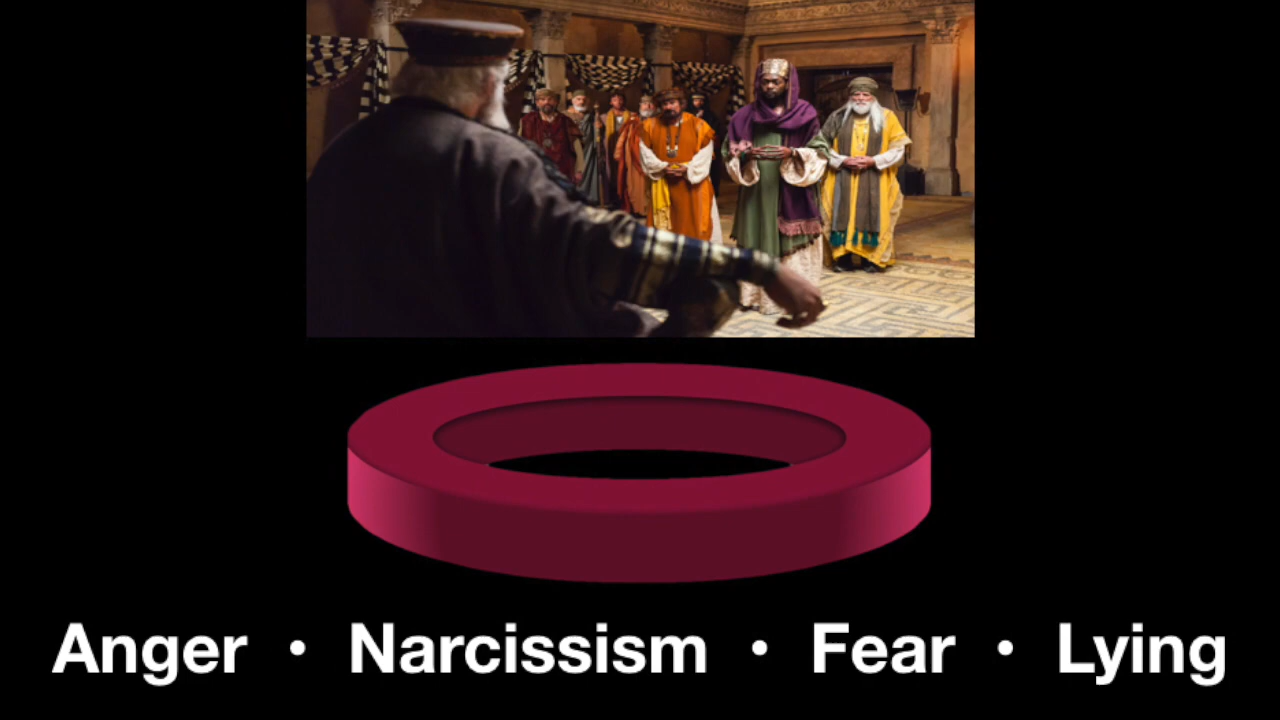 Anger • Narcissism • Fear • Lying